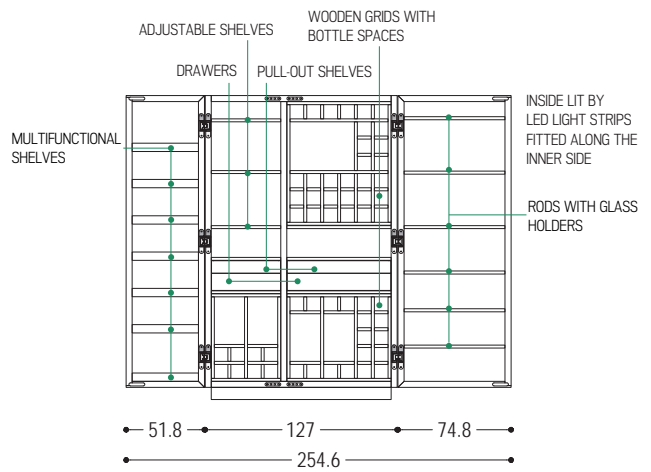 WOODEN GRIDS WITH
BOTTLE SPACES
ADJUSTABLE SHELVES
DRAWERS
PULL-OUT SHELVES
INSIDE LIT BY
LED LIGHT STRIPS
FITTED ALONG THE
INNER SIDE
MULTIFUNCTIONAL
SHELVES
RODS WITH GLASS
HOLDERS
51.8
127
74.8
254.6